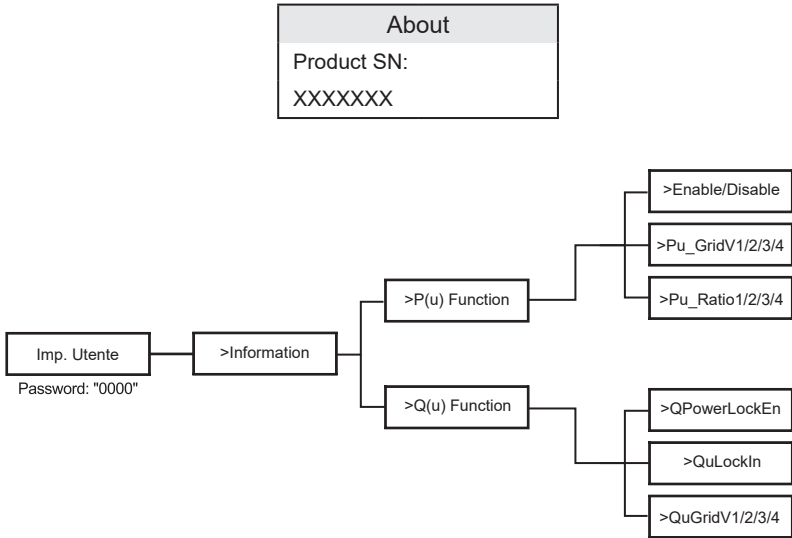 About
Product SN:
XXXXXXX
>Enable/Disable
>Pu_GridV1/2/3/4
>P(u) Function
>Pu_Ratio1/2/3/4
Imp. Utente
>Information
Password: "0000"
>Q(u) Function
>QPowerLockEn
>QuLockIn
>QuGridV1/2/3/4